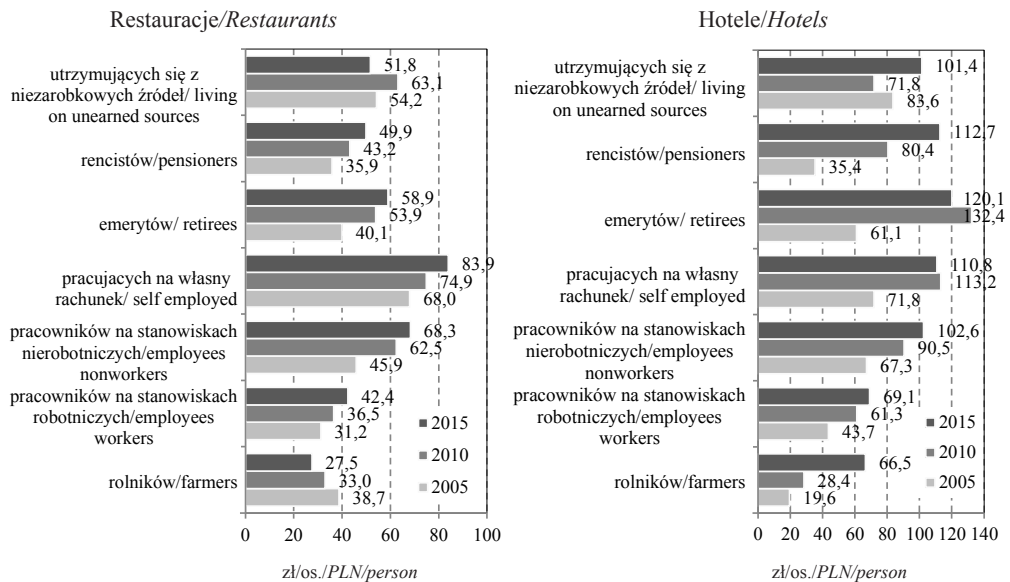 Restauracje/Restaurants
utrzymujących się z
niezarobkowych źródeł/ living
on unearned sources
51,8
63,1
54,2
rencistów/pensioners
49,9
43,2
35,9
emerytów/ retirees
58,9
53,9
40,1
pracujacych na własny
rachunek/ self employed
83,9
74,9
68,0
pracowników na stanowiskach
nierobotniczych/employees
nonworkers
68,3
62,5
45,9
pracowników na stanowiskach
robotniczych/employees
workers
42,4
36,5
31,2
rolników/farmers
27,5
33,0
38,7
2015
2010
2005
0 20 40 60 80 100
zł/os./PLN/person
Hotele/Hotels
utrzymujących się z
niezarobkowych źródeł/ living
on unearned sources
101,4
71,8
83,6
rencistów/pensioners
112,7
80,4
35,4
emerytów/ retirees
120,1
132,4
61,1
pracujacych na własny
rachunek/ self employed
110,8
113,2
71,8
pracowników na stanowiskach
nierobotniczych/employees
nonworkers
102,6
90,5
67,3
pracowników na stanowiskach
robotniczych/employees
workers
69,1
61,3
43,7
rolników/farmers
66,5
28,4
19,6
2015
2010
2005
0 20 40 60 80 100 120 140
zł/os./PLN/person